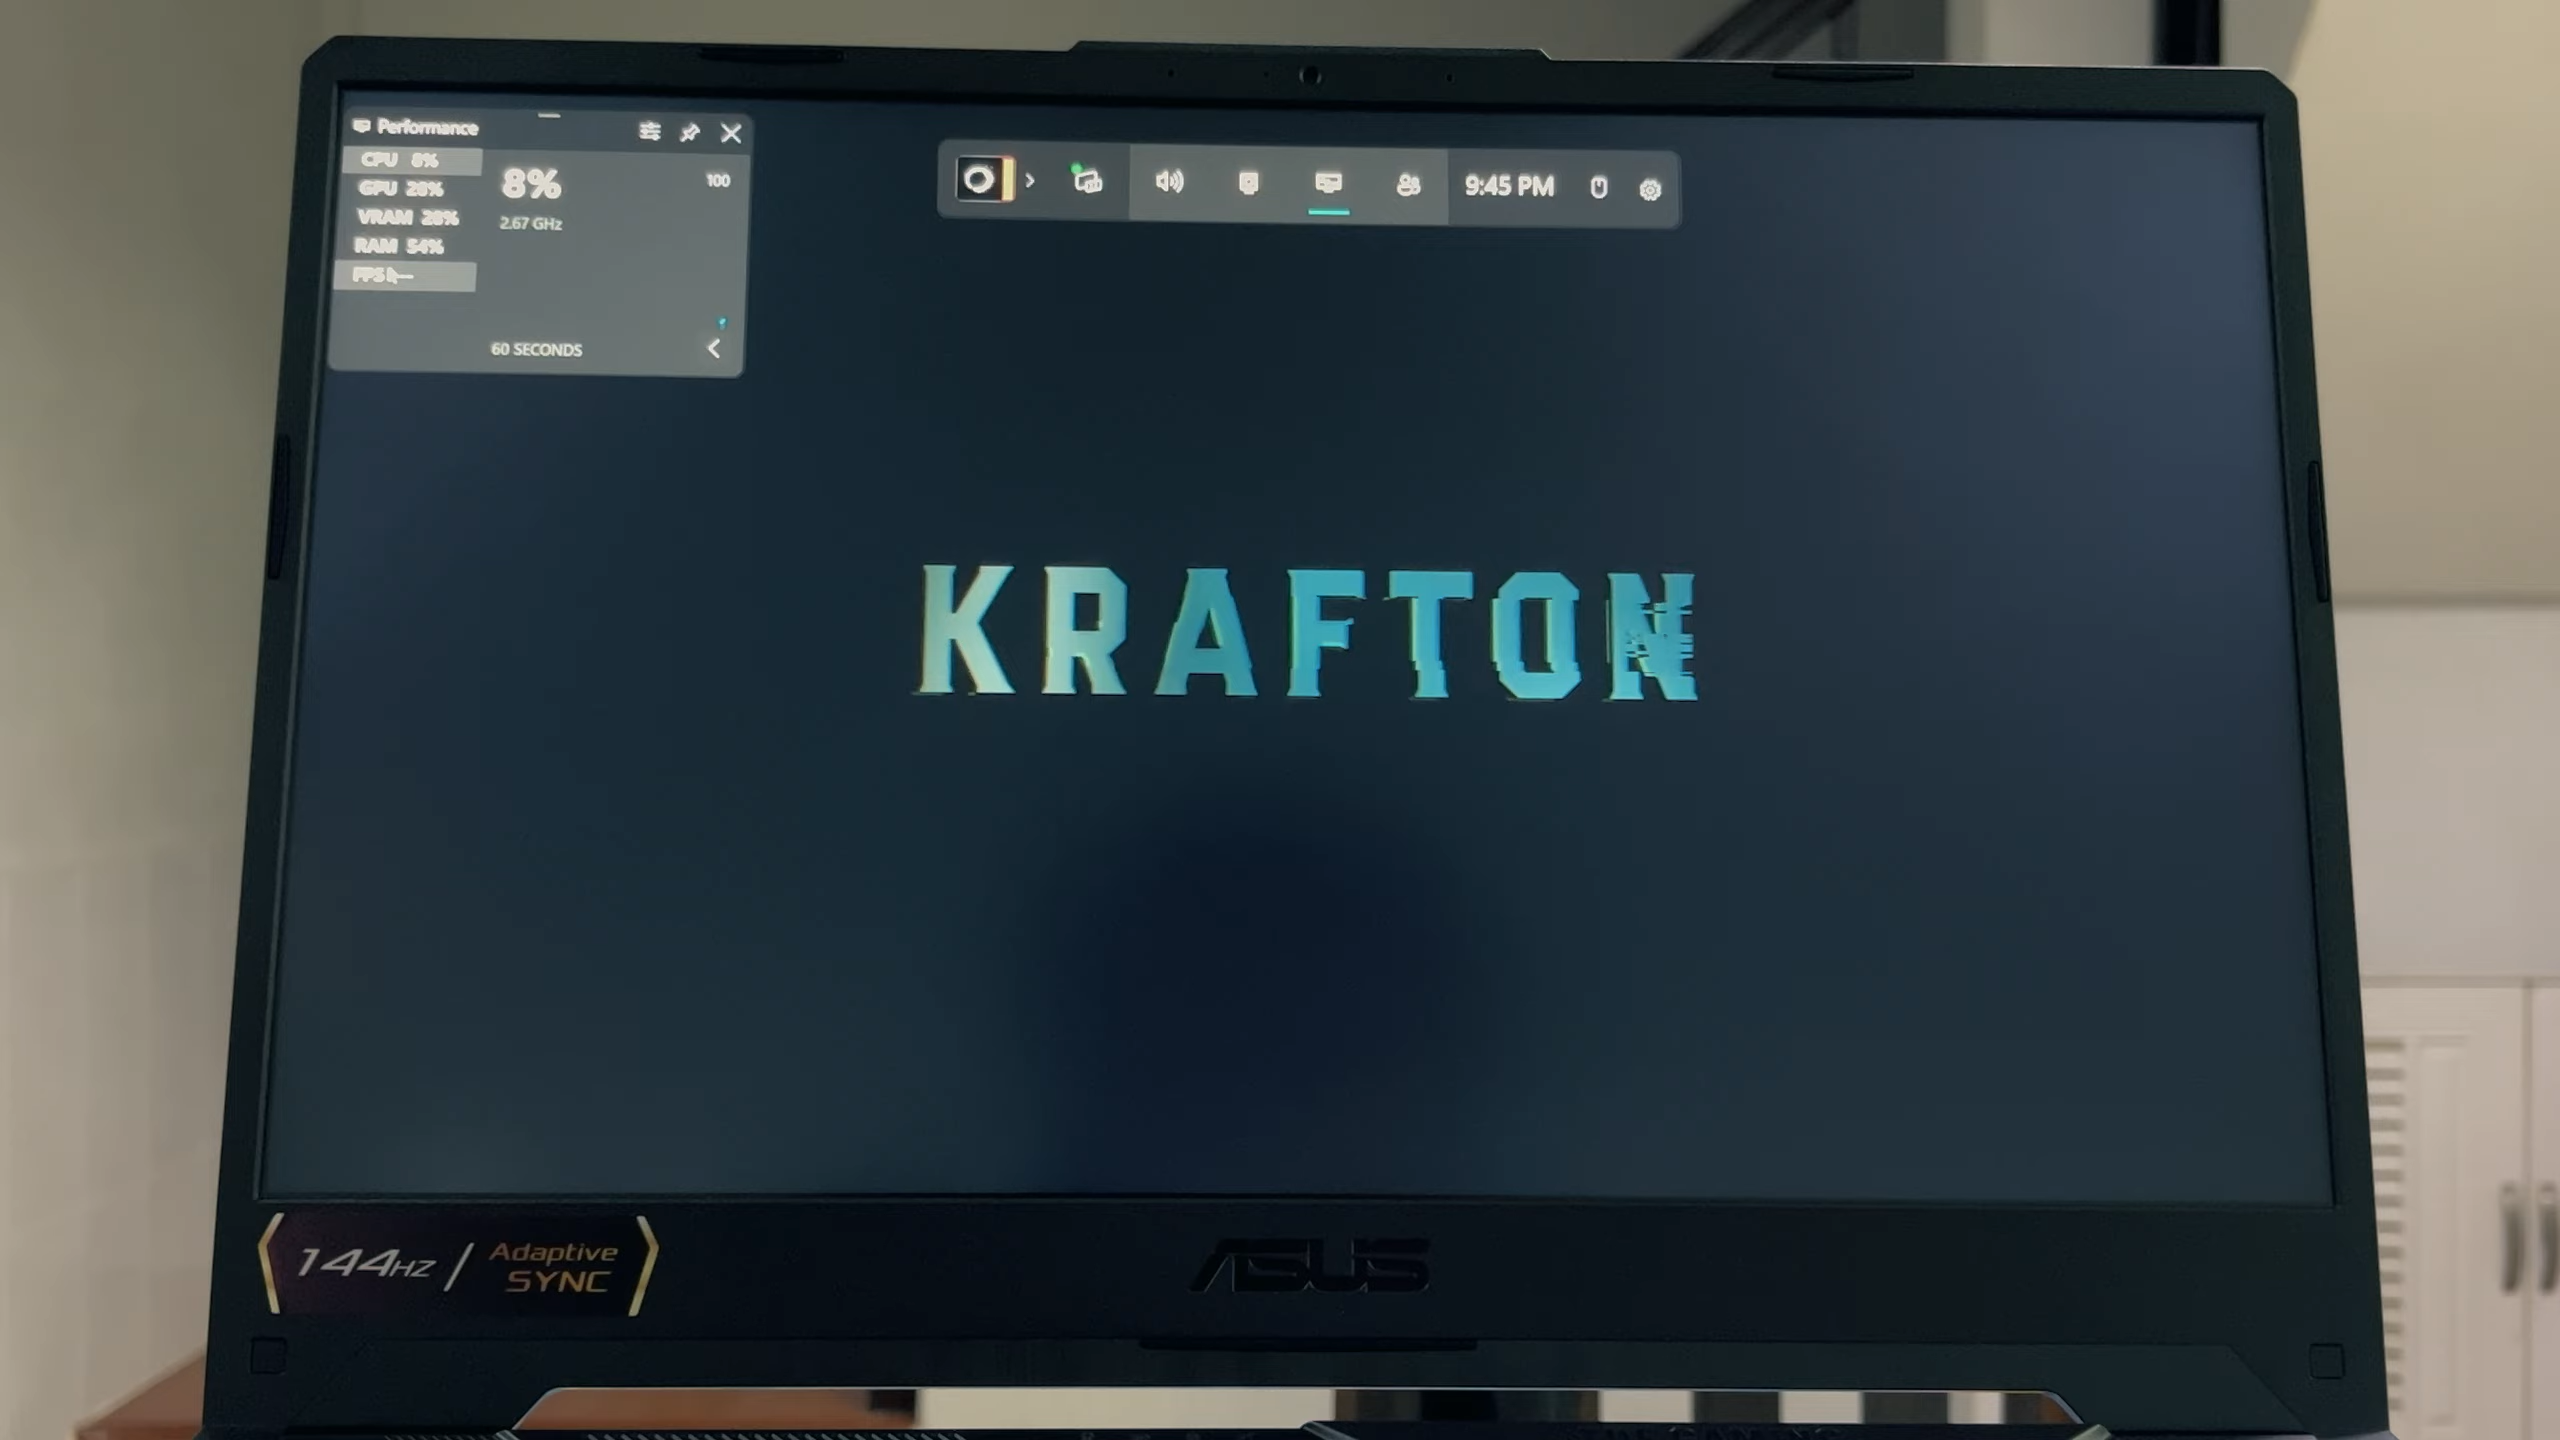 Performance
CPU 8%
GPU 28%
VRAM 28%
RAM 54%
FPS --
8%
2.67 GHz
100
60 SECONDS
9:45 PM
KRAFTON
144HZ / Adaptive SYNC
ASUS